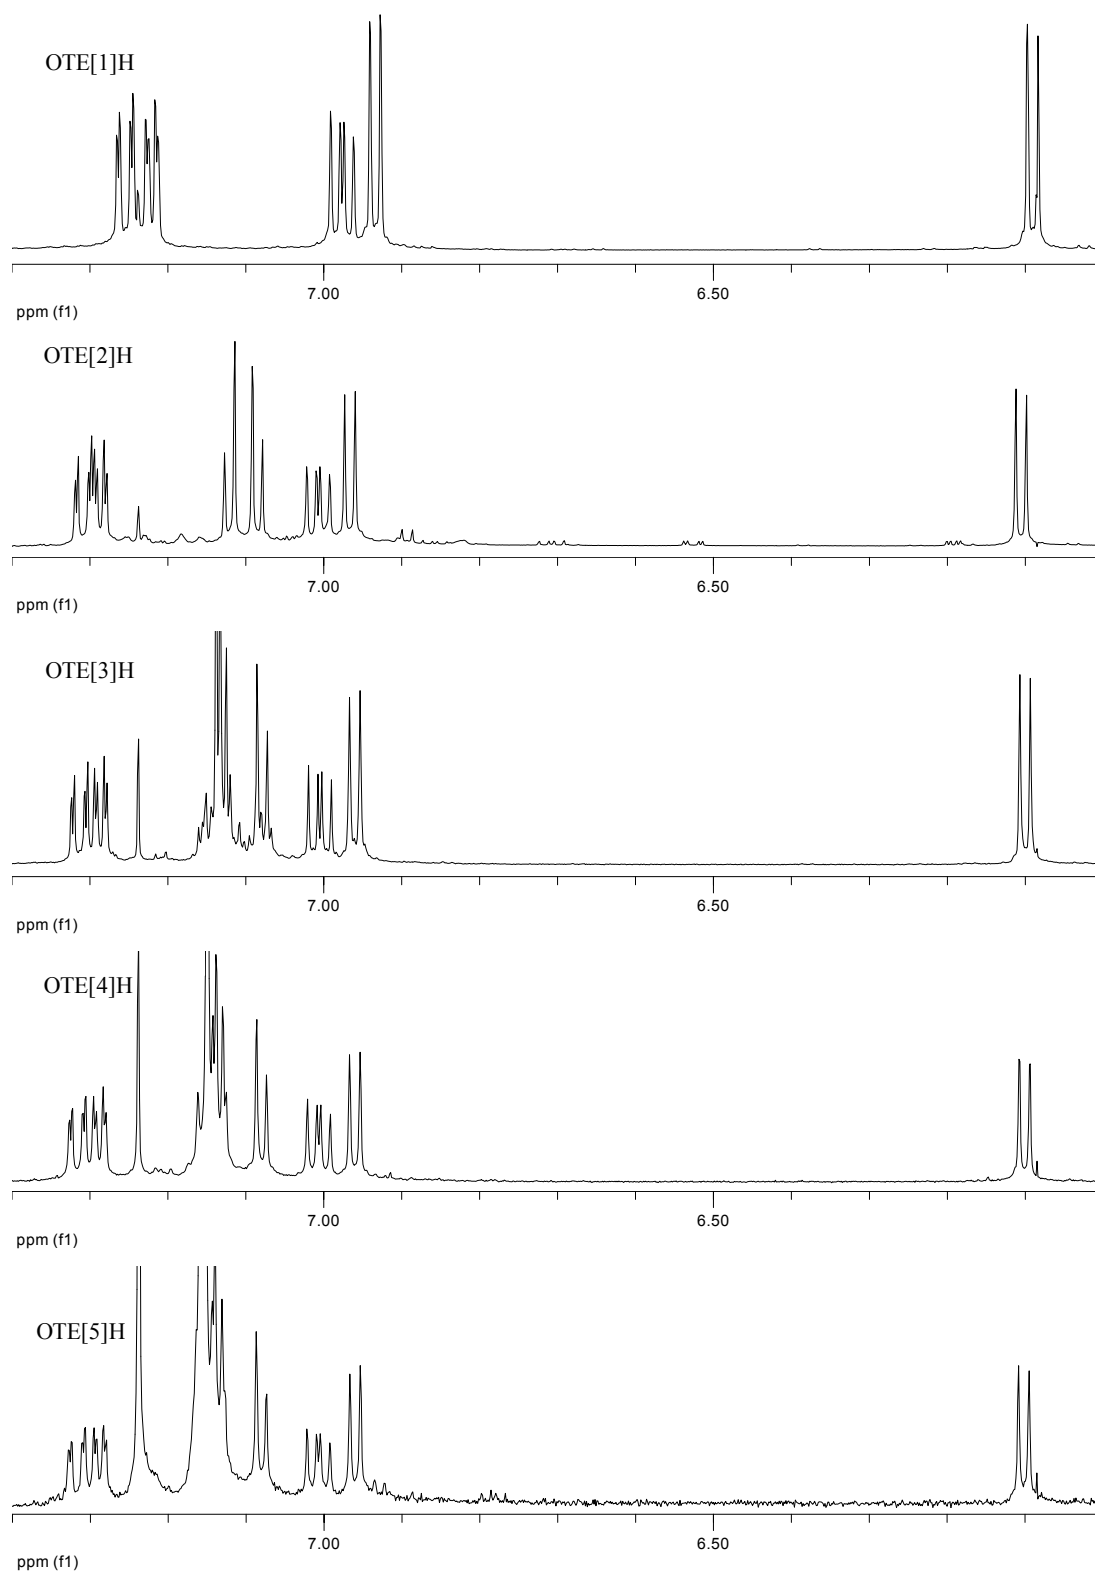 OTE[1]H
7.00 6.50
ppm (f1)
OTE[2]H
7.00 6.50
ppm (f1)
OTE[3]H
7.00 6.50
ppm (f1)
OTE[4]H
7.00 6.50
ppm (f1)
OTE[5]H
7.00 6.50
ppm (f1)